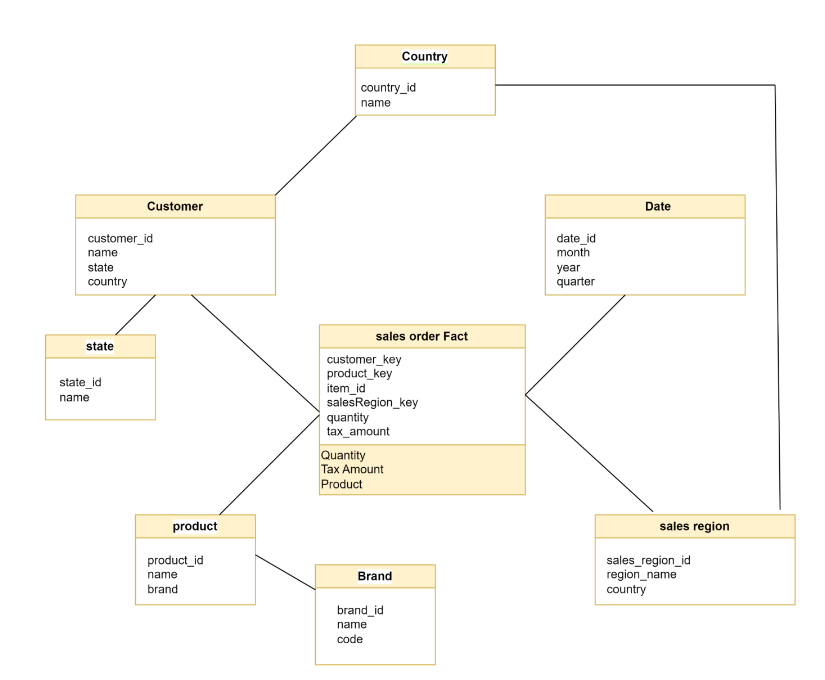 Country
country_id
name
Customer
customer_id
name
state
country
Date
date_id
month
year
quarter
state
state_id
name
sales order Fact
customer_key
product_key
item_id
salesRegion_key
quantity
tax_amount
Quantity
Tax Amount
Product
product
product_id
name
brand
Brand
brand_id
name
code
sales region
sales_region_id
region_name
country